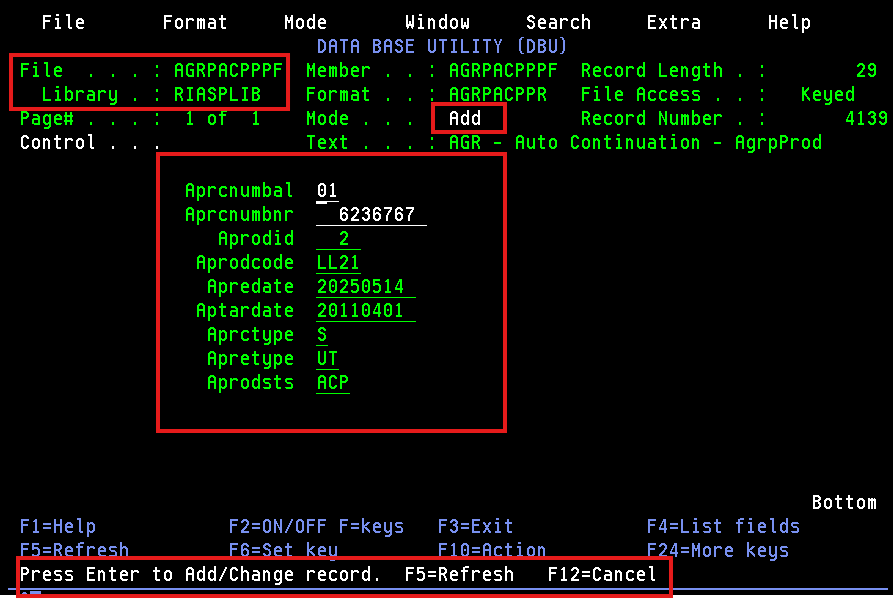 File Format Mode Window Search Extra Help
DATA BASE UTILITY (DBU)
File . . . : AGRPACPPPF Member . . : AGRPACPPPF Record Length . : 29
Library . : RIASPLIB Format . . : AGRPACPPR File Access . . : Keyed
Page# . . . : 1 of 1 Mode . . . Add Record Number . : 4139
Control . . . Text . . . : AGR - Auto Continuation - AgrpProd
Aprcnumbal 01
Aprcnumbnr 6236767
Aprodid 2
Aprodcode LL21
Apredate 20250514
Aptardate 20110401
Aprctype S
Apretype UT
Aprodsts ACP
Bottom
F1=Help F2=ON/OFF F=keys F3=Exit F4=List fields
F5=Refresh F6=Set key F10=Action F24=More keys
Press Enter to Add/Change record. F5=Refresh F12=Cancel